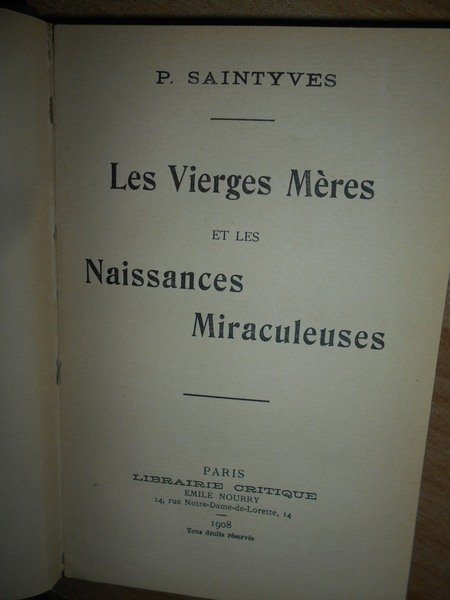 P. SAINTYVES
Les Vierges Mères
ET LES
Naissances
Miraculeuses
PARIS
LIBRAIRIE CRITIQUE
EMILE NOURRY
14, rue Notre-Dame-de-Lorette, 14
1908
Tous droits réservés